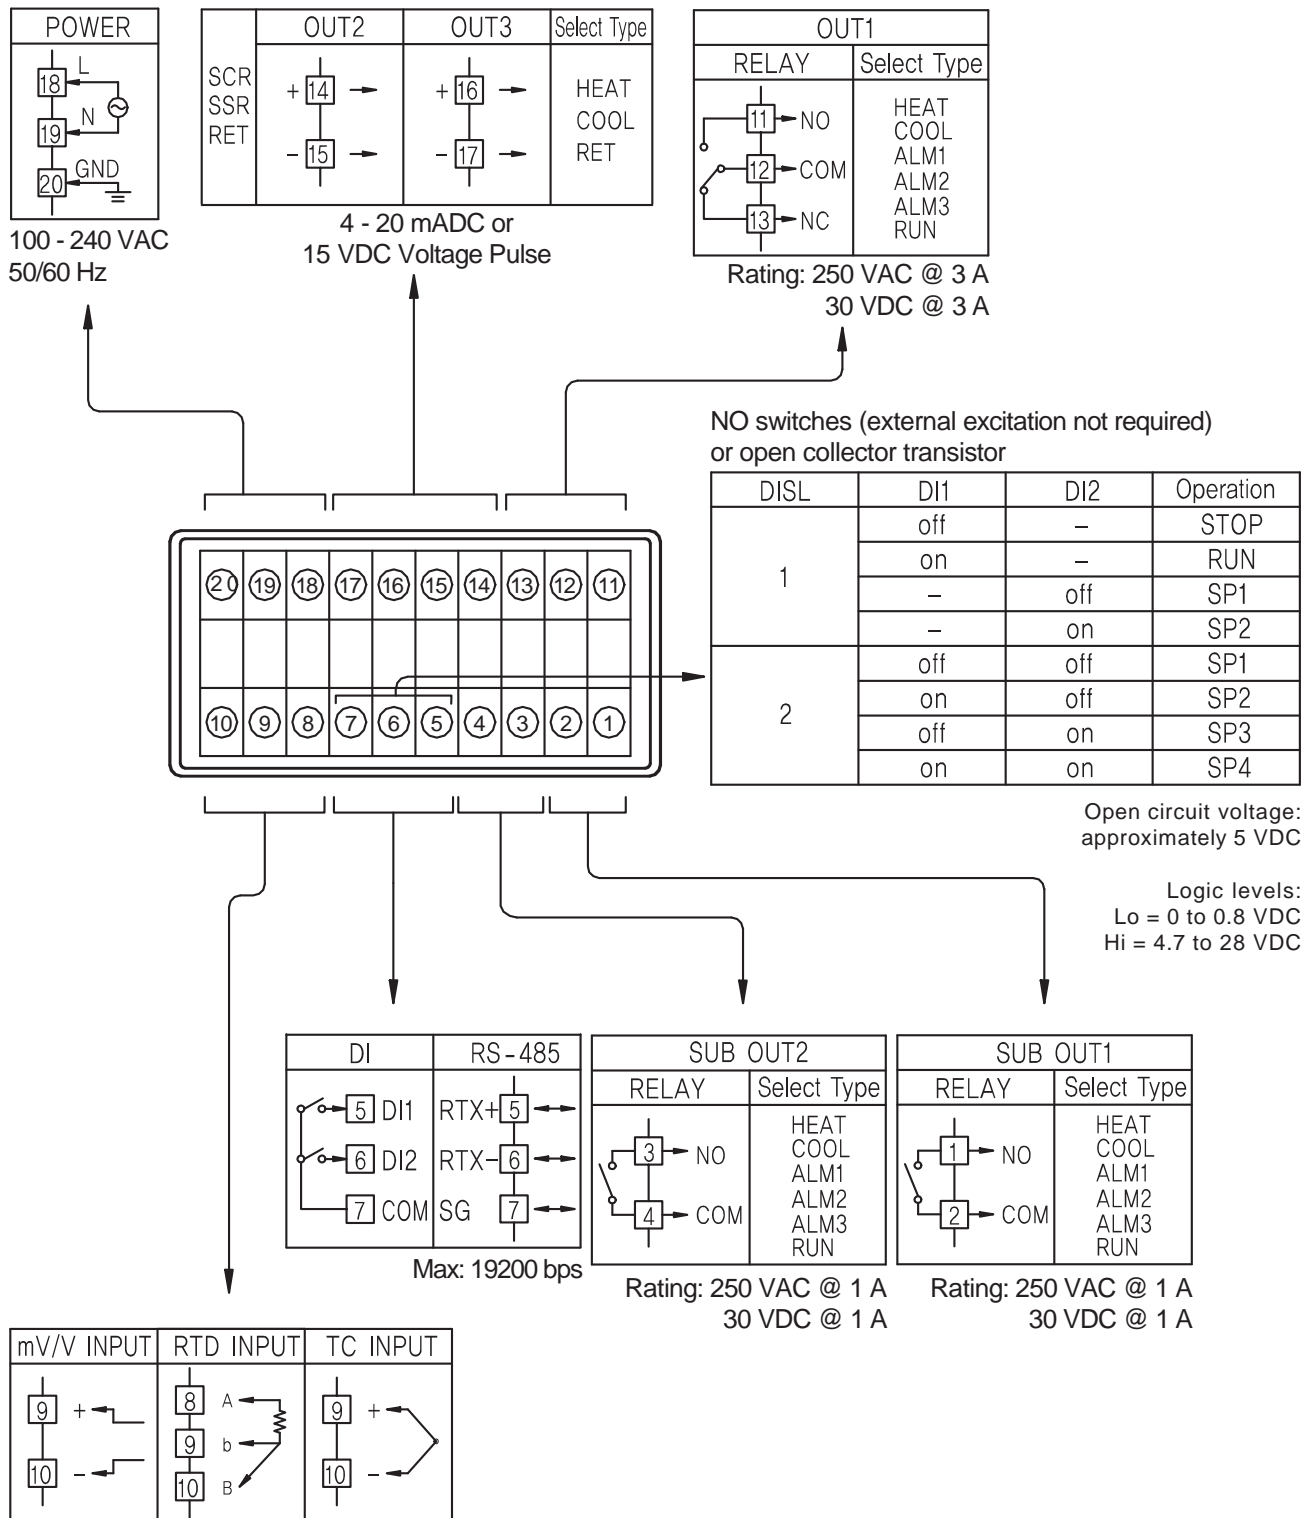 POWER
18 L
19 N
20 GND
100 - 240 VAC
50/60 Hz
OUT2 OUT3 Select Type
SCR
SSR
RET
+ 14
- 15
+ 16
- 17
HEAT
COOL
RET
4 - 20 mADC or
15 VDC Voltage Pulse
OUT1
RELAY Select Type
11 NO
12 COM
13 NC
HEAT
COOL
ALM1
ALM2
ALM3
RUN
Rating: 250 VAC @ 3 A
30 VDC @ 3 A
NO switches (external excitation not required)
or open collector transistor
DISL DI1 DI2 Operation
1 off – STOP
on – RUN
– off SP1
– on SP2
2 off off SP1
on off SP2
off on SP3
on on SP4
Open circuit voltage:
approximately 5 VDC
Logic levels:
Lo = 0 to 0.8 VDC
Hi = 4.7 to 28 VDC
20 19 18 17 16 15 14 13 12 11
10 9 8 7 6 5 4 3 2 1
DI RS-485
5 DI1 RTX+ 5
6 DI2 RTX- 6
7 COM SG 7
Max: 19200 bps
SUB OUT2
RELAY Select Type
3 NO
4 COM
HEAT
COOL
ALM1
ALM2
ALM3
RUN
Rating: 250 VAC @ 1 A
30 VDC @ 1 A
SUB OUT1
RELAY Select Type
1 NO
2 COM
HEAT
COOL
ALM1
ALM2
ALM3
RUN
Rating: 250 VAC @ 1 A
30 VDC @ 1 A
mV/V INPUT RTD INPUT TC INPUT
9 +
10 -
8 A
9 b
10 B
9 +
10 -